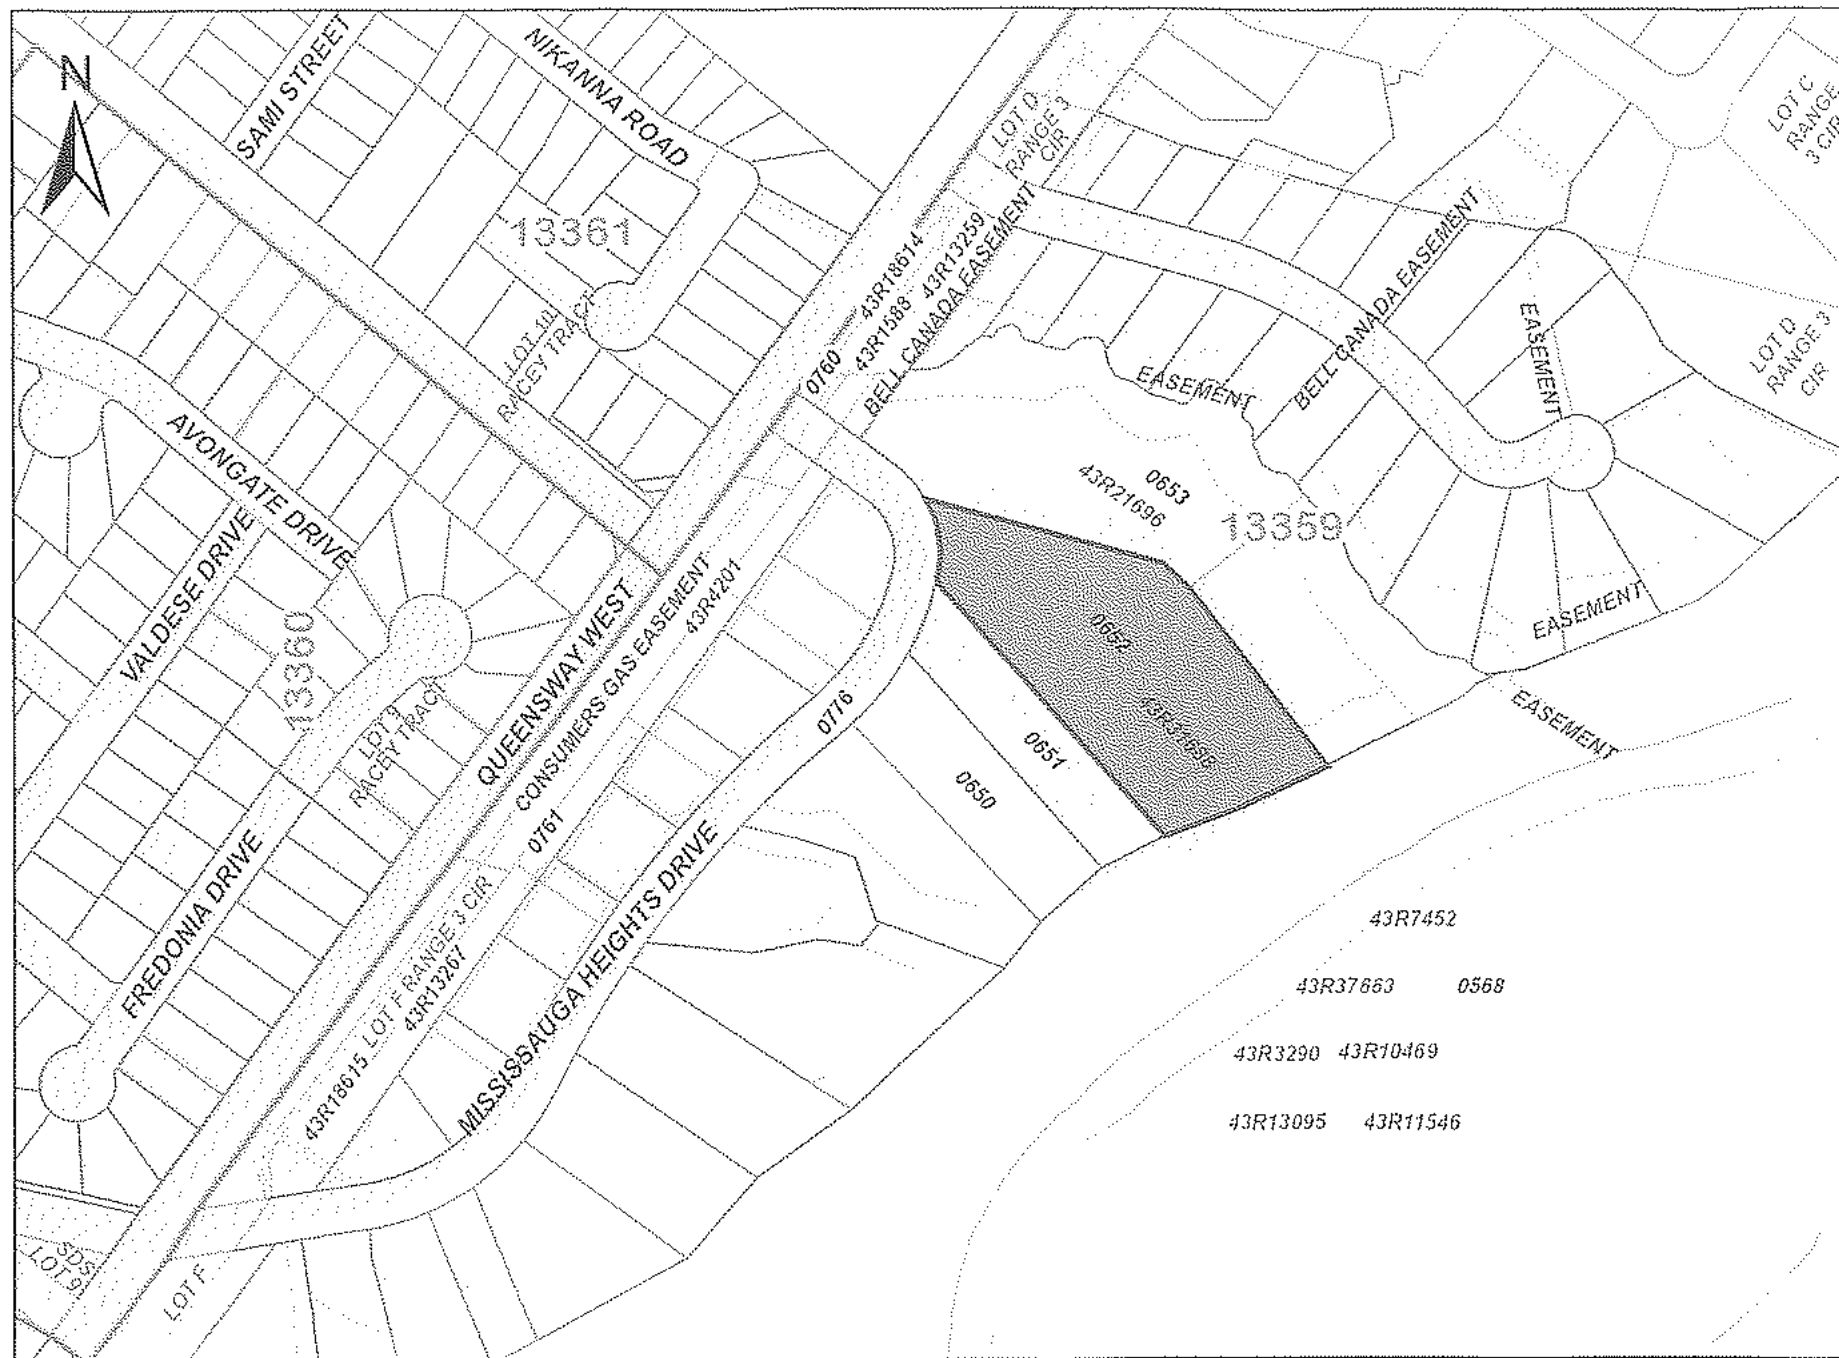 N
SAMI STREET
NIKANNA ROAD
13361
LOT D
RANGE 3
CIR
LOT C
RANGE
3 CIR
0760
43R18614
43R1588
43R13259
BELL CANADA EASEMENT
LOT 10
RACEY TRACT
EASEMENT
BELL CANADA EASEMENT
EASEMENT
LOT D
RANGE 3
CIR
AVONGATE DRIVE
VALDESE DRIVE
13360
0653
43R21696
13359
QUEENSWAY WEST
CONSUMERS GAS EASEMENT
43R4201
EASEMENT
LOT 9
RACEY TRACT
0776
0651
0650
EASEMENT
0761
FREDONIA DRIVE
MISSISSAUGA HEIGHTS DRIVE
LOT F RANGE 3 CIR
43R13267
43R18615
43R7452
43R37663
0568
43R3290
43R10469
43R13095
43R11546
SDS
LOT 9
LOT F